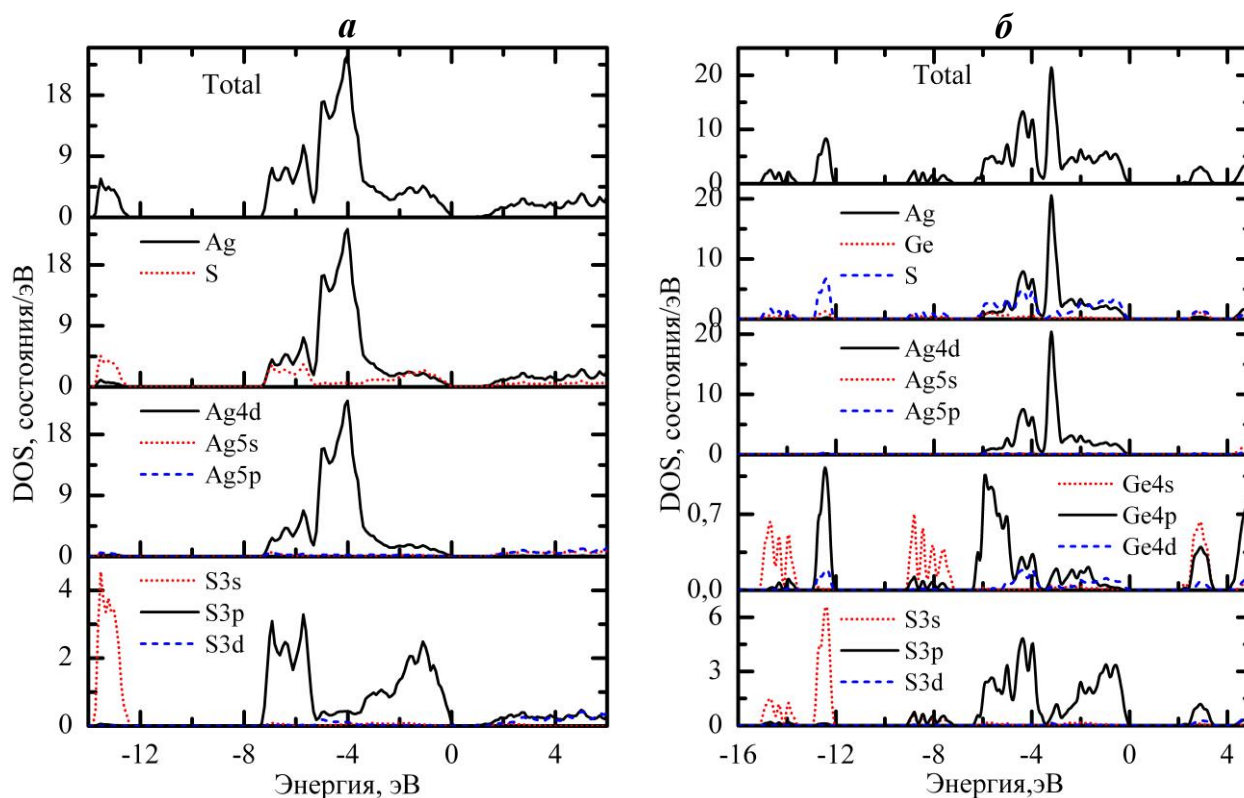 а
Total
18
9
0
Ag
S
18
9
0
Ag4d
Ag5s
Ag5p
18
9
0
S3s
S3p
S3d
4
2
0
-12
-8
-4
0
4
DOS, состояния/эВ
Энергия, эВ
б
Total
20
10
0
Ag
Ge
S
20
10
0
Ag4d
Ag5s
Ag5p
20
10
0
Ge4s
Ge4p
Ge4d
0,7
0,0
S3s
S3p
S3d
6
3
0
-16
-12
-8
-4
0
4
DOS, состояния/эВ
Энергия,эВ